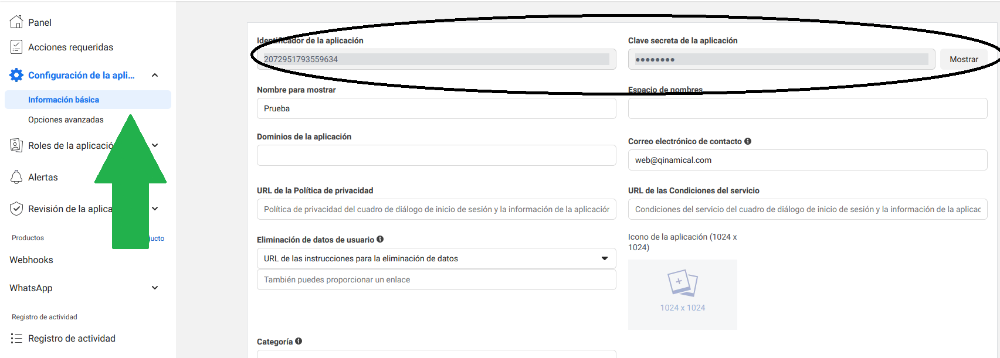 Panel
Acciones requeridas
Configuración de la apli...
Información básica
Opciones avanzadas
Roles de la aplicació
Alertas
Revisión de la aplica
Productos
ducto
Webhooks
WhatsApp
Registro de actividad
Registro de actividad
Identificador de la aplicación
2072951793559634
Clave secreta de la aplicación
●●●●●●●●
Mostrar
Nombre para mostrar
Prueba
Espacio de nombres
Dominios de la aplicación
Correo electrónico de contacto
web@qinamical.com
URL de la Política de privacidad
Política de privacidad del cuadro de diálogo de inicio de sesión y la información de la aplicación
URL de las Condiciones del servicio
Condiciones del servicio del cuadro de diálogo de inicio de sesión y la información de la aplicac
Eliminación de datos de usuario
URL de las instrucciones para la eliminación de datos
También puedes proporcionar un enlace
Icono de la aplicación (1024 x
1024)
1024 x 1024
Categoría